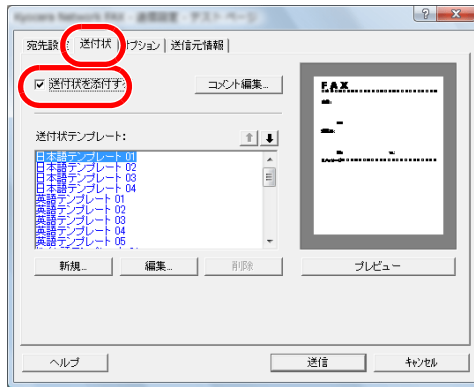 宛先設
送付状
プション
送信元情報
送付状を添付す
コメント編集...
FAX
送付状テンプレート:
日本語テンプレート 01
日本語テンプレート 02
日本語テンプレート 03
日本語テンプレート 04
英語テンプレート 01
英語テンプレート 02
英語テンプレート 03
英語テンプレート 04
英語テンプレート 05
新規...
編集...
削除
プレビュー
ヘルプ
送信
キャンセル